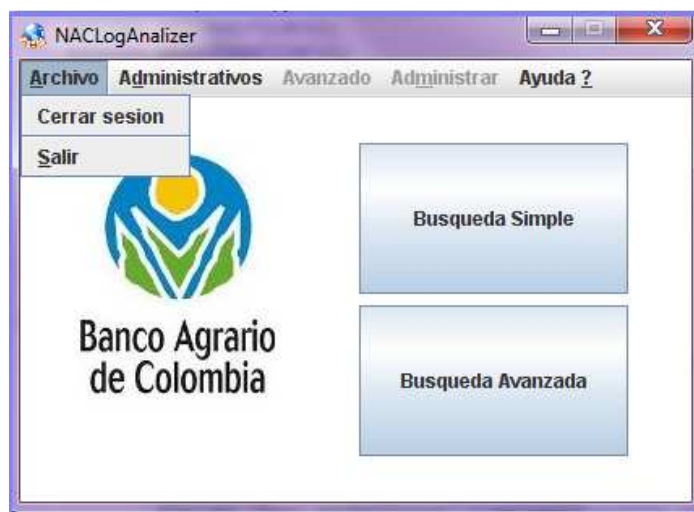 NACLogAnalizer
Archivo Administrativos Avanzado Administrar Ayuda ?
Cerrar sesion
Salir
Busqueda Simple
Banco Agrario
de Colombia
Busqueda Avanzada